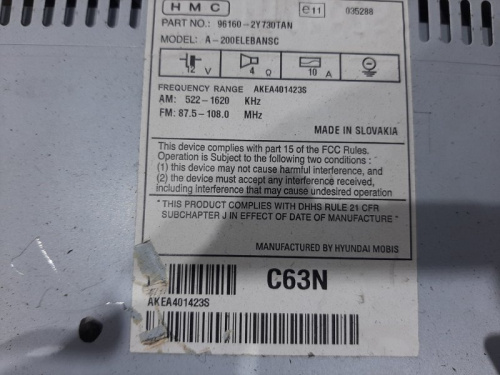 HMC e11 035288
PART NO.: 96160-2Y730TAN
MODEL: A-200ELEBANSC
12 V 4 Ω 10 A
FREQUENCY RANGE AKEA401423S
AM: 522-1620 KHz
FM: 87.5-108.0 MHz
MADE IN SLOVAKIA
This device complies with part 15 of the FCC Rules.
Operation is Subject to the following two conditions :
(1) this device may not cause harmful interference, and
(2) the device must accept any interference received,
including interference that may cause undesired operation
"THIS PRODUCT COMPLIES WITH DHHS RULE 21 CFR
SUBCHAPTER J IN EFFECT OF DATE OF MANUFACTURE"
MANUFACTURED BY HYUNDAI MOBIS
C63N
AKEA401423S
3